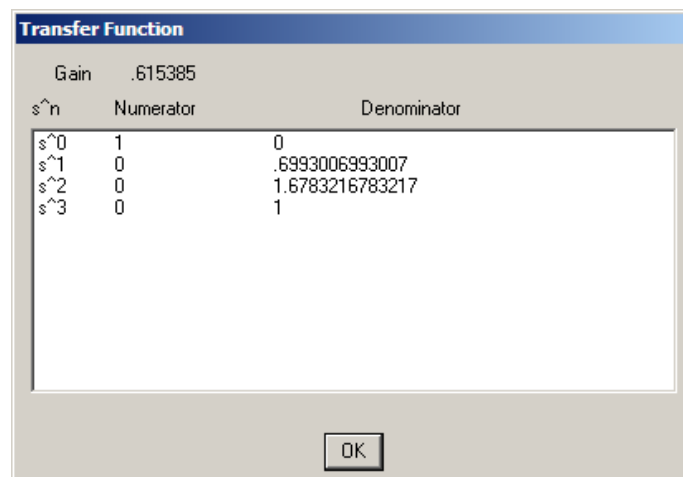 Transfer Function
Gain .615385
s^n Numerator Denominator
s^0 1 0
s^1 0 .6993006993007
s^2 0 1.6783216783217
s^3 0 1
OK